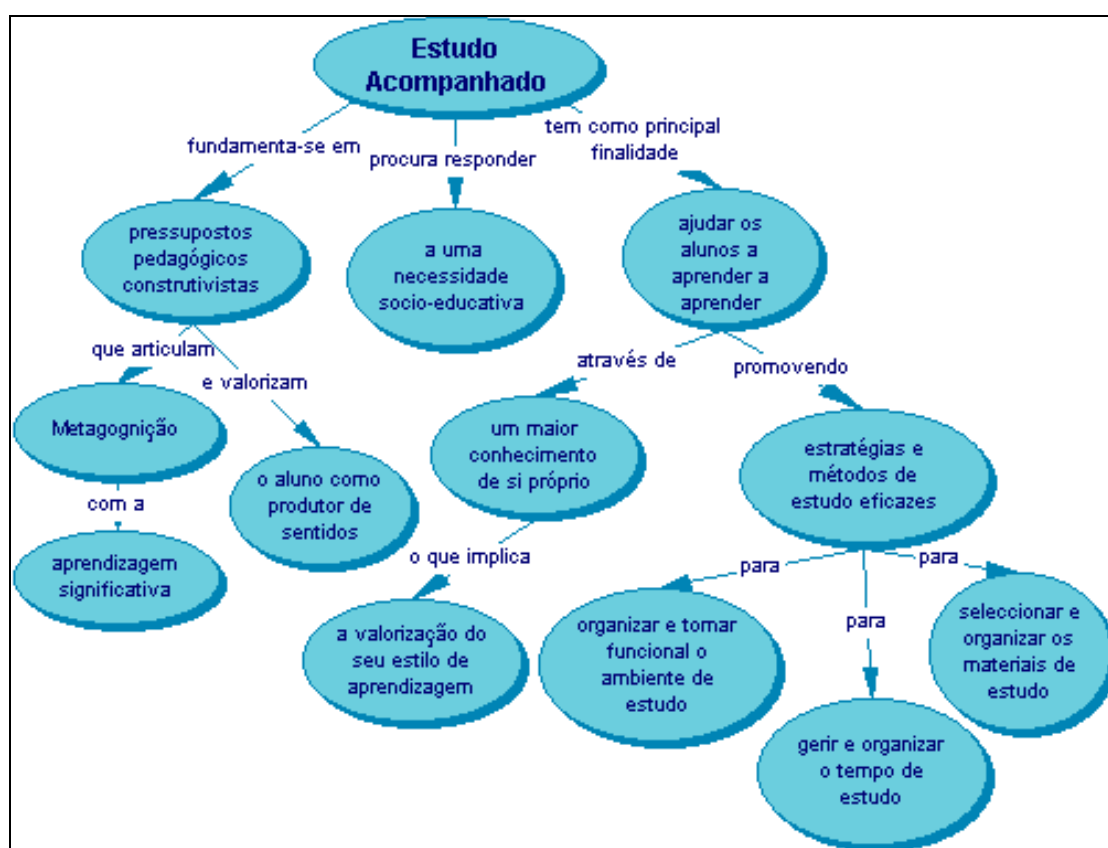 Estudo
Acompanhado
fundamenta-se em
procura responder
tem como principal
finalidade
pressupostos
pedagógicos
construtivistas
a uma
necessidade
socio-educativa
ajudar os
alunos a
aprender a
aprender
que articulam
e valorizam
através de
promovendo
Metagognição
um maior
conhecimento
de si próprio
estratégias e
métodos de
estudo eficazes
com a
o aluno como
produtor de
sentidos
aprendizagem
significativa
o que implica
para
para
para
a valorização do
seu estilo de
aprendizagem
organizar e tornar
funcional o
ambiente de
estudo
seleccionar e
organizar os
materiais de
estudo
gerir e organizar
o tempo de
estudo